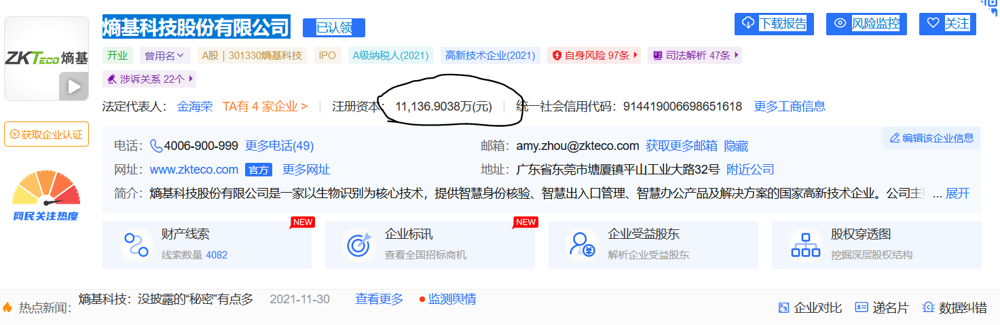 熵基科技股份有限公司 已认领 下载报告 风险监控 关注
ZKTeco 熵基
开业 曾用名 A股 | 301330熵基科技 IPO A级纳税人(2021) 高新技术企业(2021) 自身风险 97条 司法解析 47条
涉诉关系 22个
法定代表人： 金海荣 TA有 4 家企业 > 注册资本： 11,136.9038万(元) 统一社会信用代码：914419006698651618 更多工商信息
获取企业认证
电话： 4006-900-999 更多电话(49) 邮箱： amy.zhou@zkteco.com 获取更多邮箱 隐藏 编辑该企业信息
网址： www.zkteco.com 官方 更多网址 地址： 广东省东莞市塘厦镇平山工业大路32号 附近公司
简介： 熵基科技股份有限公司是一家以生物识别为核心技术，提供智慧身份核验、智慧出入口管理、智慧办公产品及解决方案的国家高新技术企业。公司主要 ... 展开
网民关注热度
财产线索 NEW 企业标讯 NEW 企业受益股东 股权穿透图
线索数量 4082 查看全国招标商机 解析企业受益股东 挖掘深层股权结构
热点新闻： 熵基科技：没披露的“秘密”有点多 2021-11-30 查看更多 监测舆情 企业对比 递名片 数据纠错